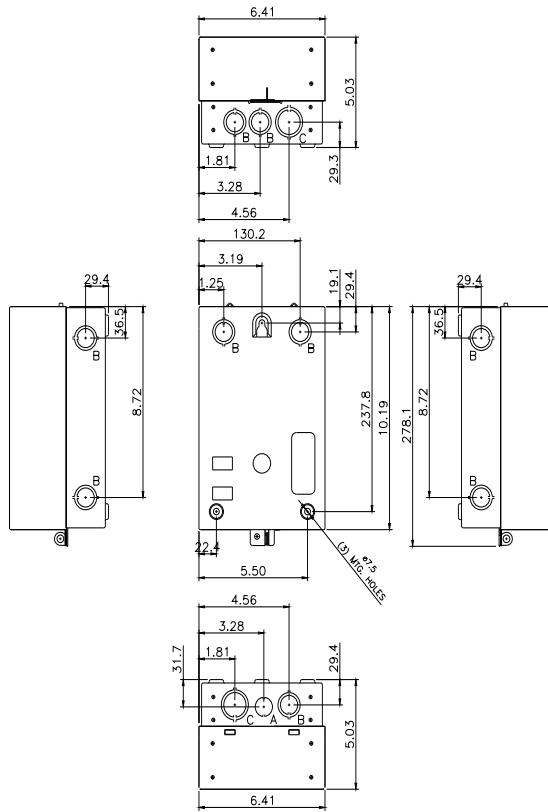 6.41
5.03
B
B
C
29.3
1.81
3.28
4.56
130.2
3.19
1.25
19.1
29.4
B
B
237.8
10.19
22.4
5.50
ø7.5
(3) MTG. HOLES
29.4
36.5
B
8.72
B
29.4
36.5
B
278.1
8.72
B
4.56
3.28
1.81
31.7
29.4
C
A
B
5.03
6.41